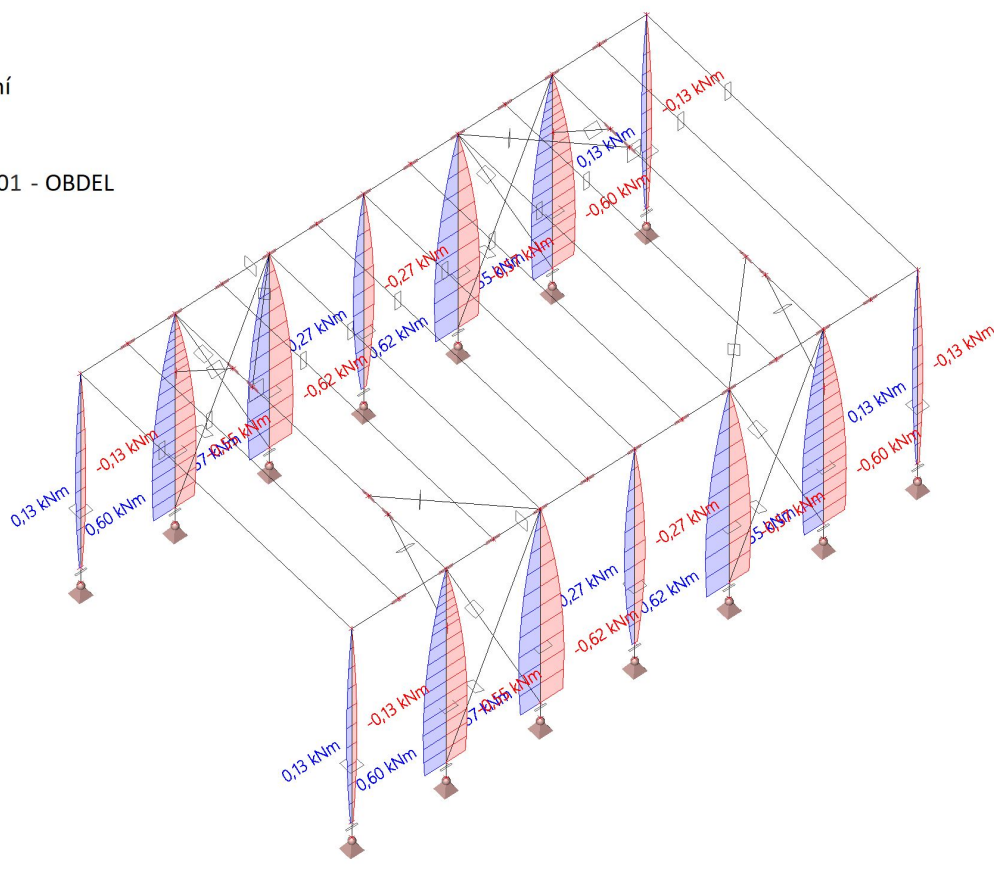 ní
-0,13 kNm
0,13 kNm
01 - OBDEL
-0,60 kNm
-0,27 kNm
0,27 kNm
0,62 kNm
-0,62 kNm
-0,13 kNm
0,13 kNm
-0,13 kNm
-0,60 kNm
0,13 kNm
0,60 kNm
-0,27 kNm
0,27 kNm
0,62 kNm
-0,62 kNm
-0,13 kNm
0,13 kNm
0,60 kNm